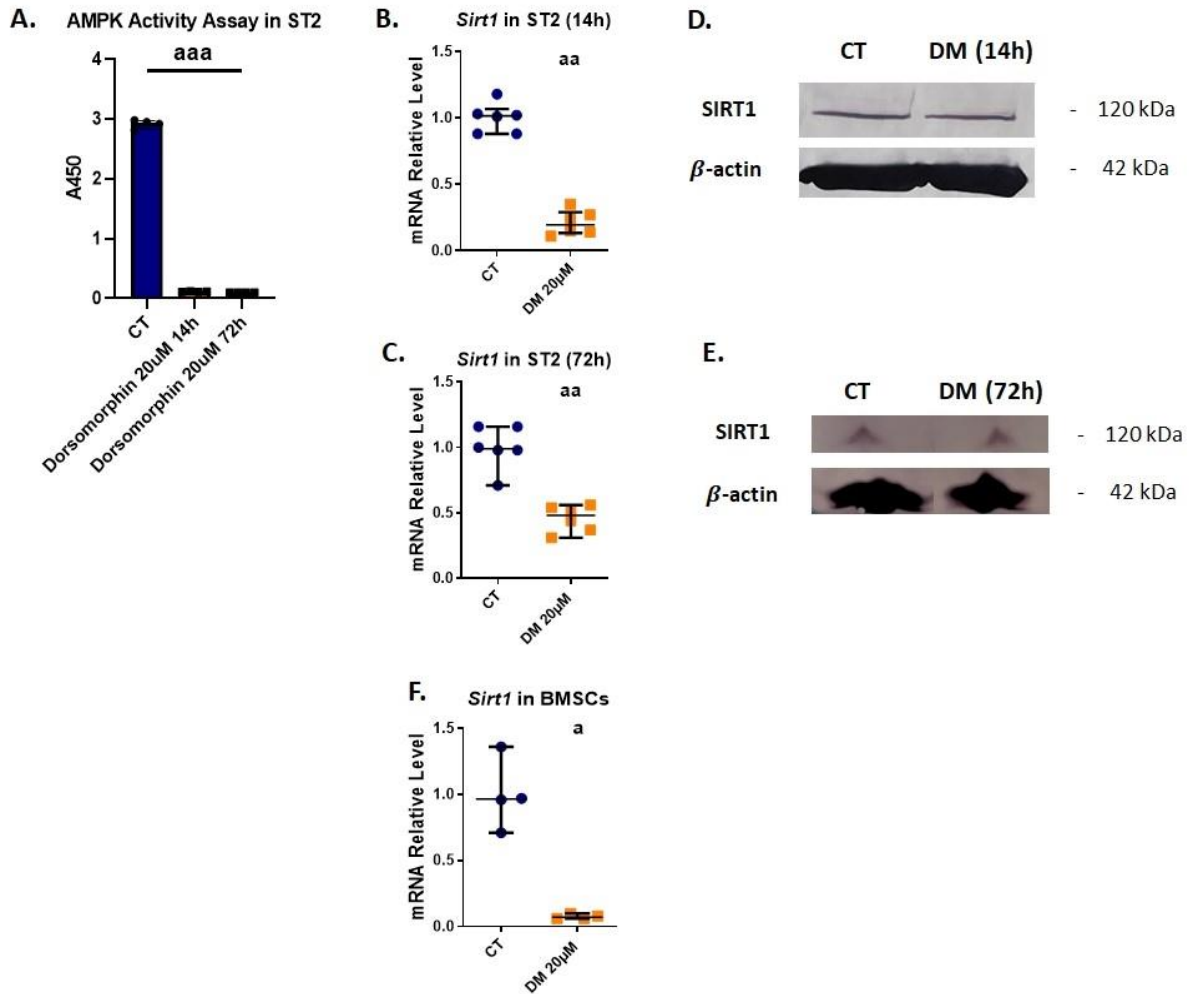 A.
AMPK Activity Assay in ST2
aaa
4
3
2
1
0
A450
CT
Dorsomorphin 20uM 14h
Dorsomorphin 20uM 72h
B.
Sirt1 in ST2 (14h)
aa
1.5
1.0
0.5
0.0
mRNA Relative Level
CT
DM 20µM
C.
Sirt1 in ST2 (72h)
aa
1.5
1.0
0.5
0.0
mRNA Relative Level
CT
DM 20µM
D.
CT DM (14h)
SIRT1 - 120 kDa
β-actin - 42 kDa
E.
CT DM (72h)
SIRT1 - 120 kDa
β-actin - 42 kDa
F.
Sirt1 in BMSCs
a
1.5
1.0
0.5
0.0
mRNA Relative Level
CT
DM 20µM